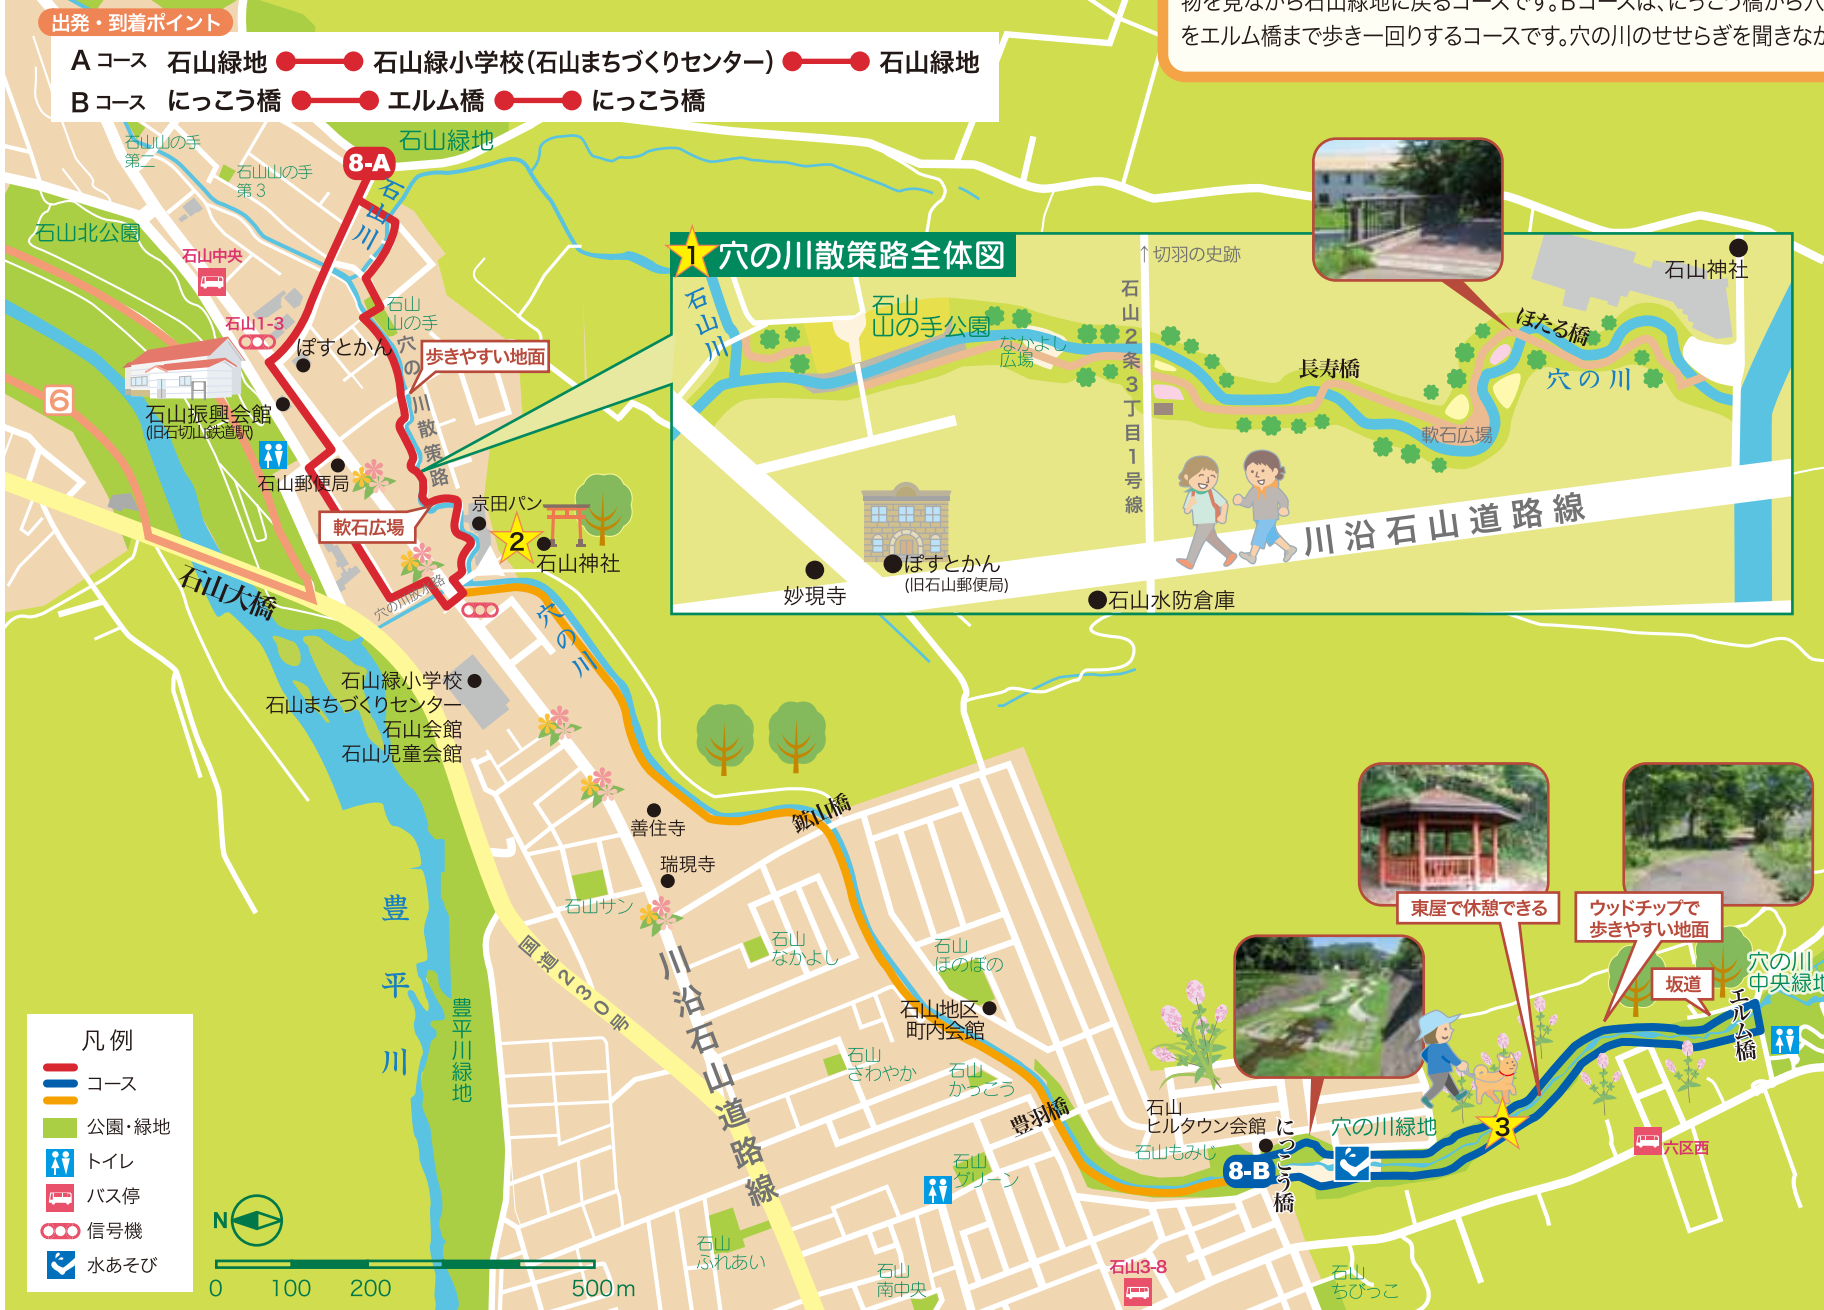 物を見ながら石山緑地に戻るコースです。Bコースは、にっこう橋から穴
をエルム橋まで歩き一回りするコースです。穴の川のせせらぎを聞きなが
出発・到着ポイント
Aコース 石山緑地 石山緑小学校(石山まちづくりセンター) 石山緑地
Bコース にっこう橋 エルム橋 にっこう橋
石山山の手
第二
石山山の手
第3
8-A
石山緑地
石山川
石山北公園
石山中央
石山1-3
ぽすとかん
石山
山の手
歩きやすい地面
穴の川散策路
6
石山振興会館
(旧石切山鉄道駅)
石山郵便局
軟石広場
京田パン
2
石山神社
石山大橋
穴の川散策路
穴の川
1 穴の川散策路全体図
↑切羽の史跡
石山川
石山
山の手公園
なかよし
広場
石山2条3丁目1号線
長寿橋
ほたる橋
穴の川
軟石広場
石山神社
川沿石山道路線
妙現寺
ぽすとかん
(旧石山郵便局)
石山水防倉庫
石山緑小学校
石山まちづくりセンター
石山会館
石山児童会館
善住寺
瑞現寺
鉱山橋
石山サン
豊平川
豊平川緑地
国道230号
川沿石山道路線
石山
なかよし
石山
ほのぼの
石山地区
町内会館
石山
さわやか
石山
かっこう
豊羽橋
石山
グリーン
石山
ふれあい
石山
南中央
石山
ヒルタウン会館
石山もみじ
8-B
にっこう橋
穴の川緑地
3
東屋で休憩できる
ウッドチップで
歩きやすい地面
坂道
穴の川
中央緑地
エルム橋
六区西
石山3-8
石山
ちびっこ
凡例
コース
公園・緑地
トイレ
バス停
信号機
水あそび
N
0 100 200 500m